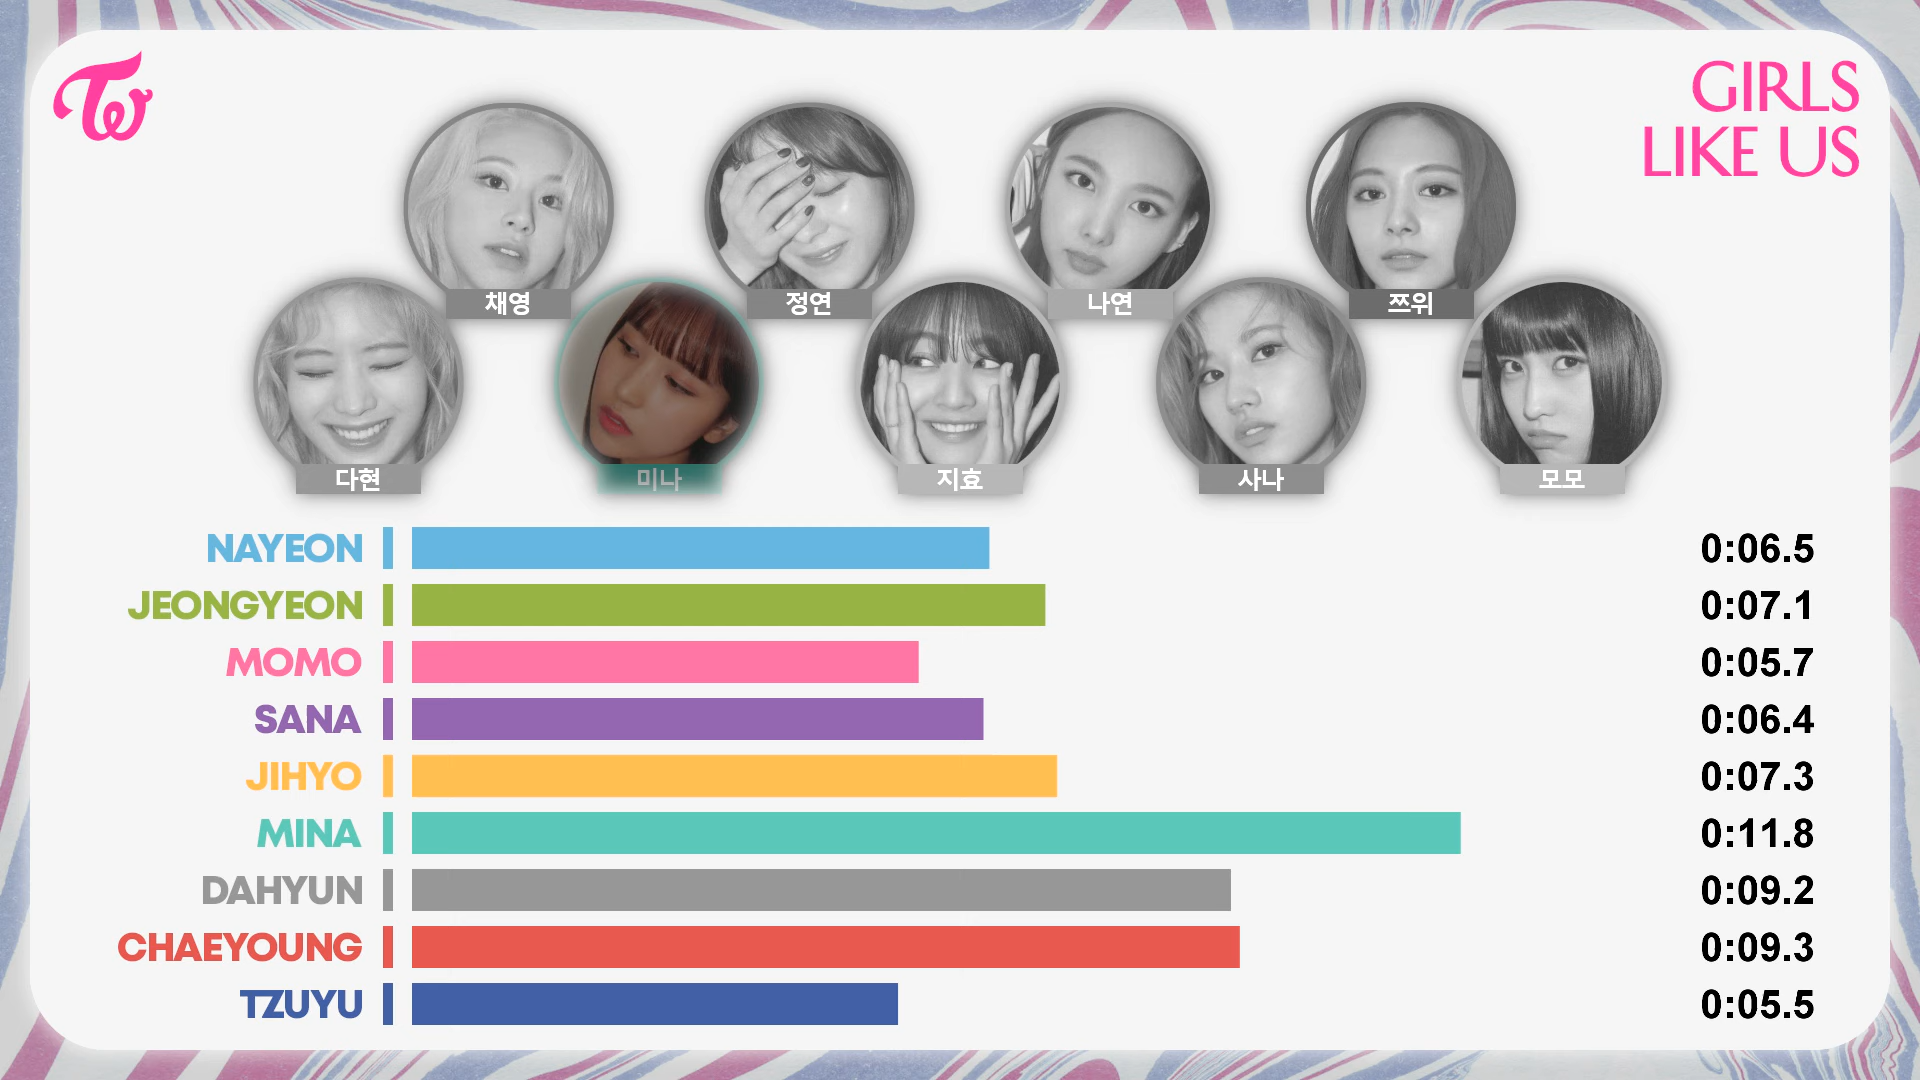 Tw
GIRLS
LIKE US
채영
정연
나연
쯔위
다현
미나
지효
사나
모모
NAYEON 0:06.5
JEONGYEON 0:07.1
MOMO 0:05.7
SANA 0:06.4
JIHYO 0:07.3
MINA 0:11.8
DAHYUN 0:09.2
CHAEYOUNG 0:09.3
TZUYU 0:05.5